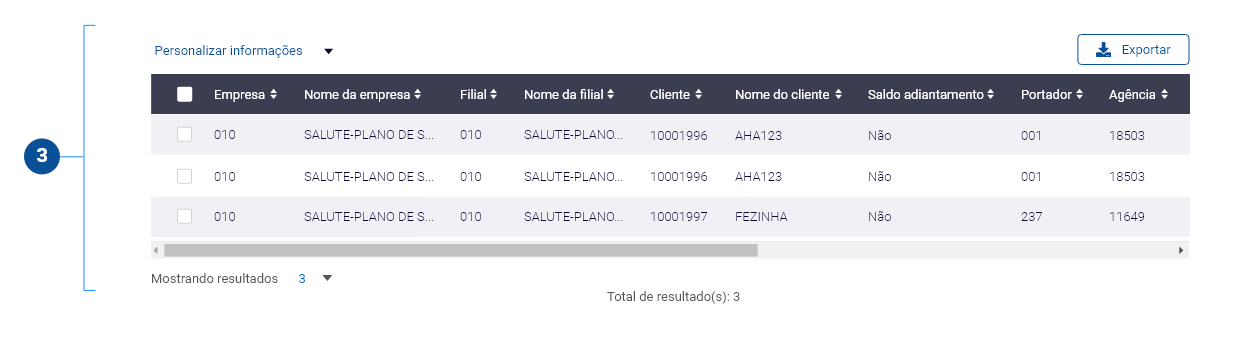 Personalizar informações
Exportar
Empresa Nome da empresa Filial Nome da filial Cliente Nome do cliente Saldo adiantamento Portador Agência
010 SALUTE-PLANO DE S... 010 SALUTE-PLANO... 10001996 AHA123 Não 001 18503
3
010 SALUTE-PLANO DE S... 010 SALUTE-PLANO... 10001996 AHA123 Não 001 18503
010 SALUTE-PLANO DE S... 010 SALUTE-PLANO... 10001997 FEZINHA Não 237 11649
Mostrando resultados 3
Total de resultado(s): 3